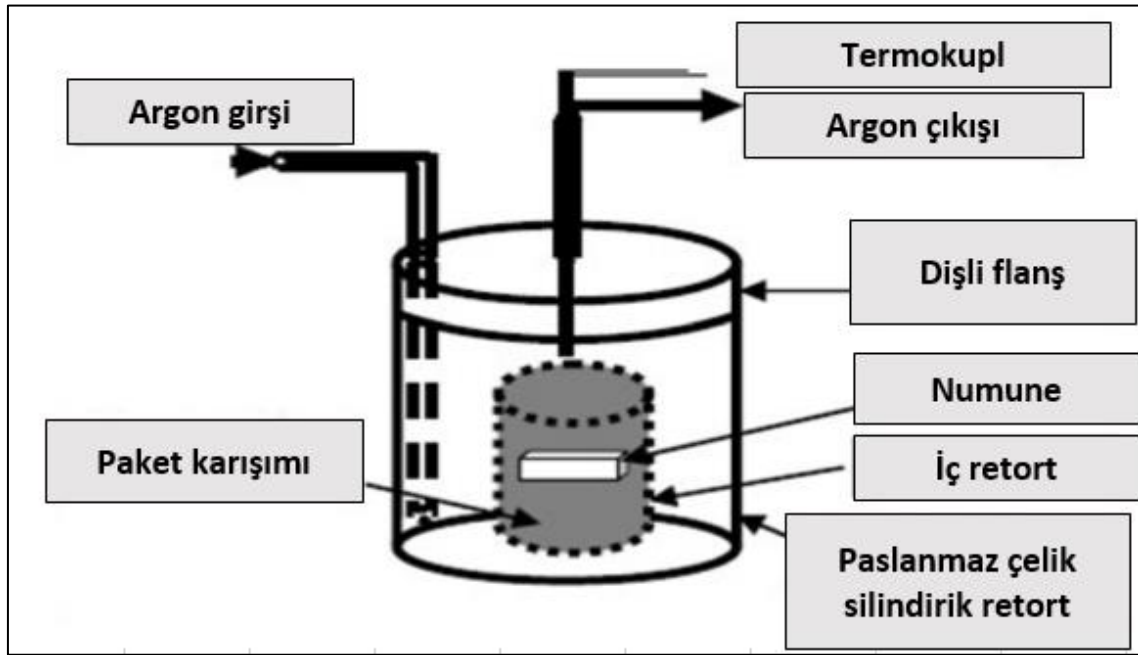 Termokupl
Argon girşi
Argon çıkışı
Dişli flanş
Numune
Paket karışımı
İç retort
Paslanmaz çelik
silindirik retort